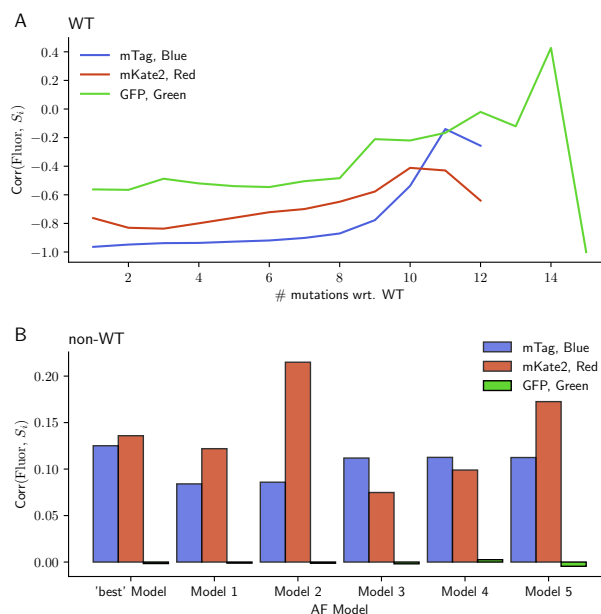 A
WT
0.4
0.2
0.0
−0.2
−0.4
−0.6
−0.8
−1.0
Corr(Fluor, Si)
mTag, Blue
mKate2, Red
GFP, Green
2
4
6
8
10
12
14
# mutations wrt. WT
B
non-WT
0.20
0.15
0.10
0.05
0.00
Corr(Fluor, Si)
mTag, Blue
mKate2, Red
GFP, Green
'best' Model
Model 1
Model 2
Model 3
Model 4
Model 5
AF Model